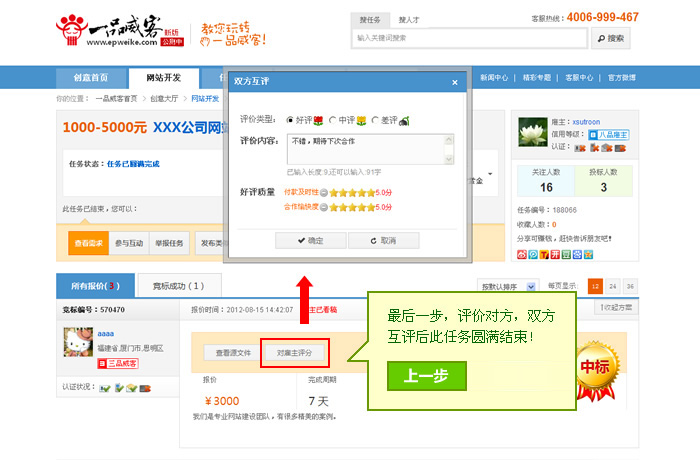 一品威客 新版
www.epweike.com 公测中
教您玩转
一品威客!
搜任务 搜人才
客服热线: 4006-999-467
输入关键词搜索
搜索
创意首页 网站开发
新闻中心 | 精彩专题 | 客服中心 | 官方微博
你的位置: 一品威客首页 > 创意大厅 > 网站开发
1000-5000元 XXX公司网站
任务状态: 任务已圆满完成
赏金
此任务已结束,您可以:
查看需求 参与互动 举报任务 发布类
双方互评
评价类型: 好评 中评 差评
评价内容: 不错,期待下次合作
已输入长度:9,还可以输入:91字
好评质量 付款及时性 5.0分
合作愉快度 5.0分
确定 取消
雇主: xsutroon
信用等级: 八品雇主
认证:
关注人数 投标人数
16 3
任务编号: 188066
收藏人数: 0
分享可赚钱,赶快告诉朋友吧!
所有报价(3) 竞标成功(1)
按默认排序 每页显示: 12 24 36
竞标编号: 570470
报价时间: 2012-08-15 14:42:07
主已看稿
收起方案
aaaa
福建省,厦门市,思明区
三品威客
认证状况:
查看源文件 对雇主评分
报价 完成周期
￥3000 7 天
我们是专业网站建设团队,有很多精美的案例。
中标
最后一步,评价对方,双方
互评后此任务圆满结束!
上一步